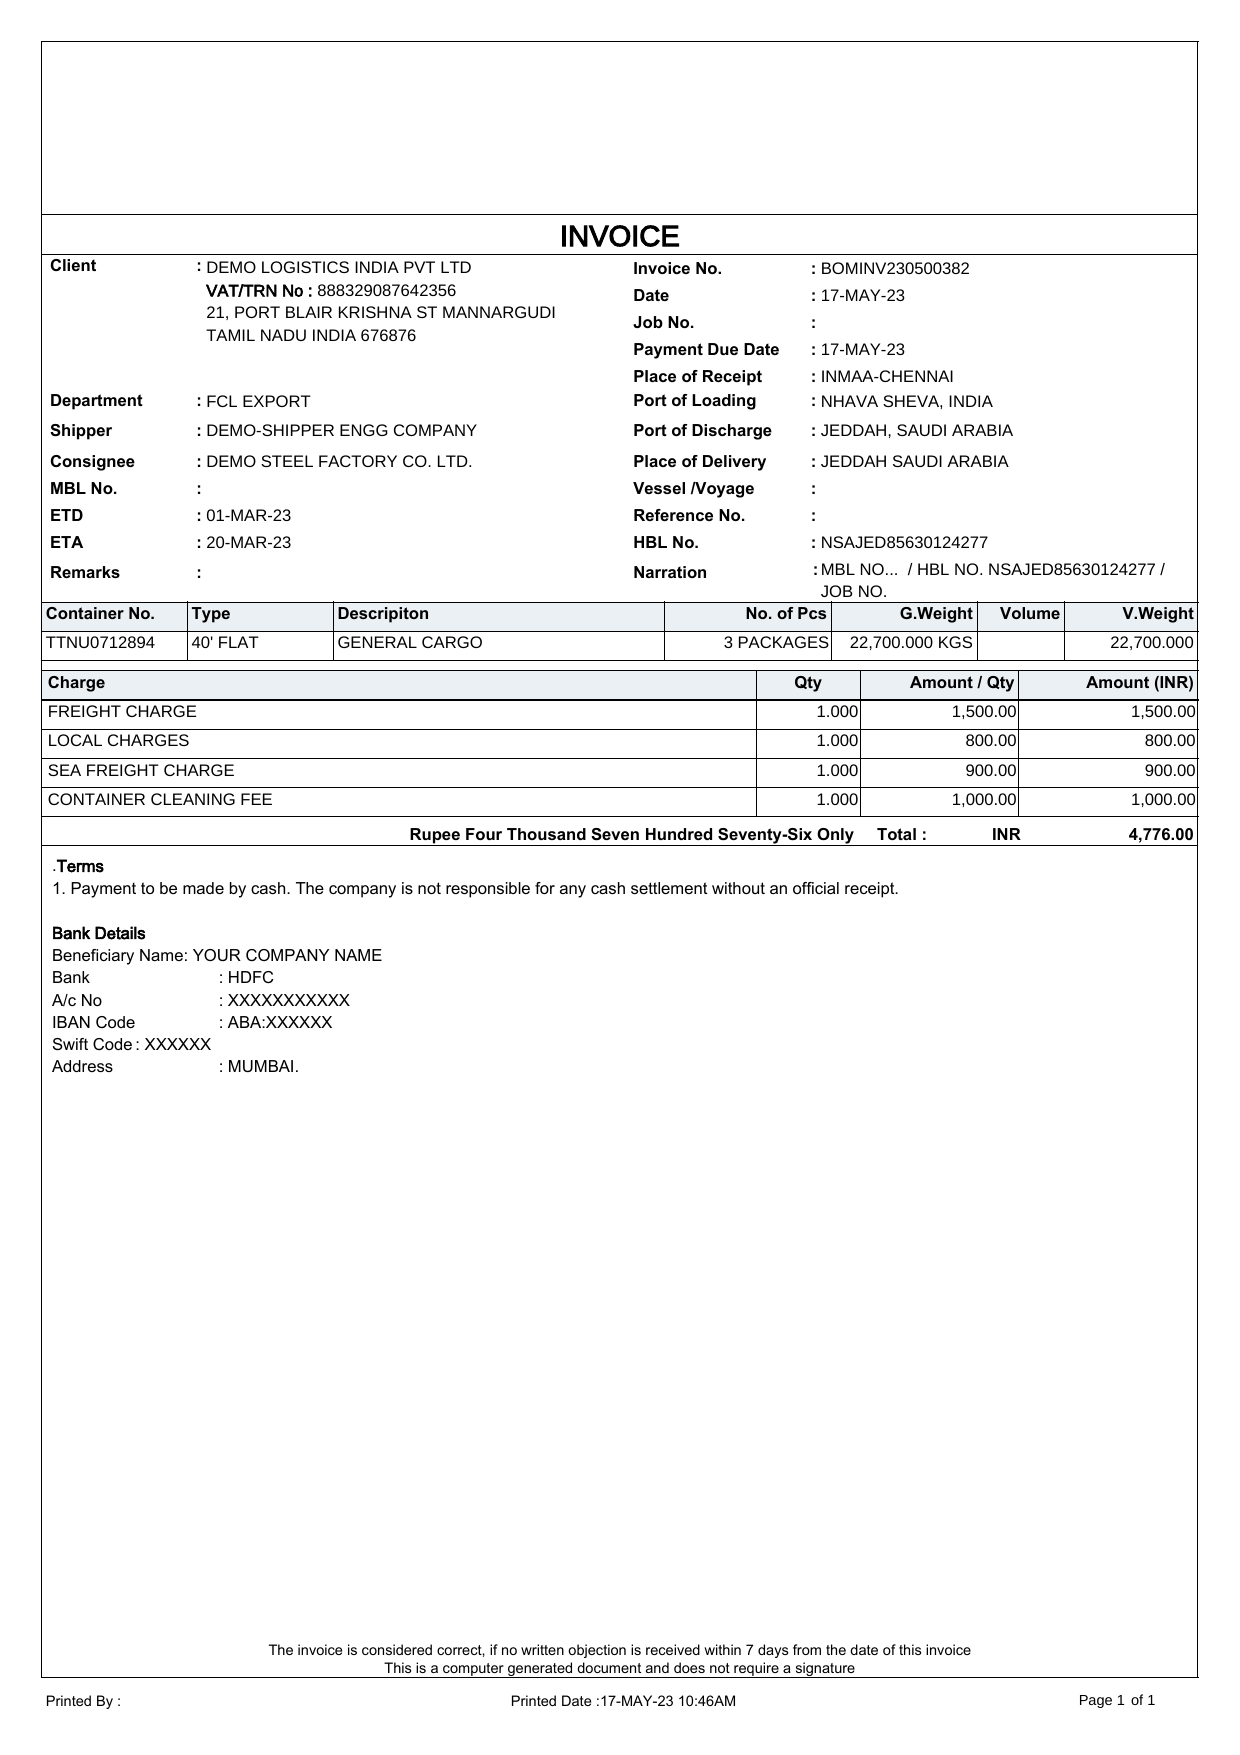 INVOICE
Client : DEMO LOGISTICS INDIA PVT LTD
VAT/TRN No : 888329087642356
21, PORT BLAIR KRISHNA ST MANNARGUDI
TAMIL NADU INDIA 676876
Invoice No. : BOMINV230500382
Date : 17-MAY-23
Job No. :
Payment Due Date : 17-MAY-23
Place of Receipt : INMAA-CHENNAI
Department : FCL EXPORT Port of Loading : NHAVA SHEVA, INDIA
Shipper : DEMO-SHIPPER ENGG COMPANY Port of Discharge : JEDDAH, SAUDI ARABIA
Consignee : DEMO STEEL FACTORY CO. LTD. Place of Delivery : JEDDAH SAUDI ARABIA
MBL No. : Vessel /Voyage :
ETD : 01-MAR-23 Reference No. :
ETA : 20-MAR-23 HBL No. : NSAJED85630124277
Remarks : Narration : MBL NO... / HBL NO. NSAJED85630124277 /
JOB NO.
Container No. Type Descripiton No. of Pcs G.Weight Volume V.Weight
TTNU0712894 40' FLAT GENERAL CARGO 3 PACKAGES 22,700.000 KGS 22,700.000
Charge Qty Amount / Qty Amount (INR)
FREIGHT CHARGE 1.000 1,500.00 1,500.00
LOCAL CHARGES 1.000 800.00 800.00
SEA FREIGHT CHARGE 1.000 900.00 900.00
CONTAINER CLEANING FEE 1.000 1,000.00 1,000.00
Rupee Four Thousand Seven Hundred Seventy-Six Only Total : INR 4,776.00
.Terms
1. Payment to be made by cash. The company is not responsible for any cash settlement without an official receipt.
Bank Details
Beneficiary Name: YOUR COMPANY NAME
Bank : HDFC
A/c No : XXXXXXXXXXX
IBAN Code : ABA:XXXXXX
Swift Code : XXXXXX
Address : MUMBAI.
The invoice is considered correct, if no written objection is received within 7 days from the date of this invoice
This is a computer generated document and does not require a signature
Printed By : Printed Date :17-MAY-23 10:46AM Page 1 of 1